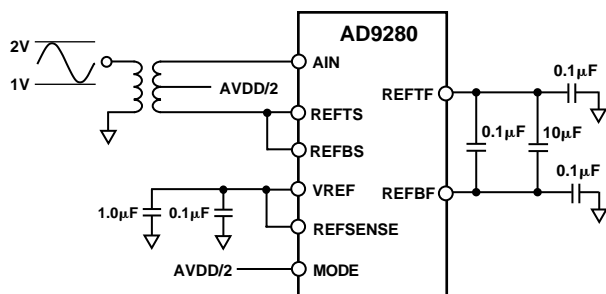 AD9280
2V
1V
AIN
AVDD/2
REFTS
REFBS
VREF
REFSENSE
1.0µF
0.1µF
AVDD/2
MODE
REFTF
0.1µF
0.1µF
10µF
0.1µF
REFBF